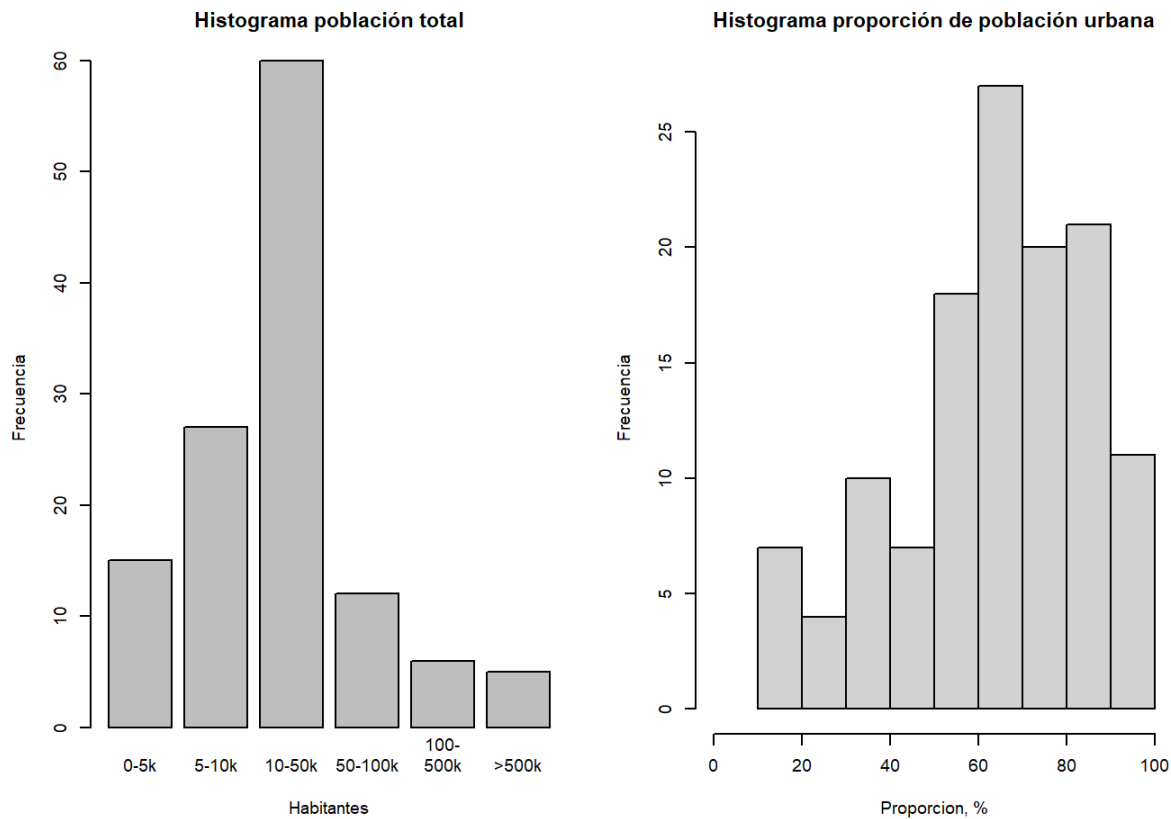 Histograma población total
Frecuencia
60
50
40
30
20
10
0
0-5k
5-10k
10-50k
50-100k
100-
500k
>500k
Habitantes
Histograma proporción de población urbana
Frecuencia
25
20
15
10
5
0
0
20
40
60
80
100
Proporcion, %